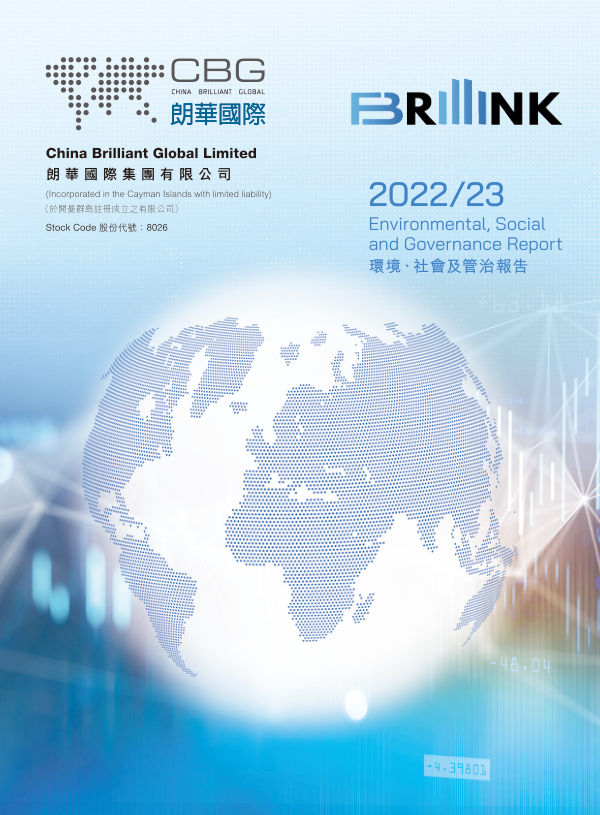 CBG
CHINA BRILLIANT GLOBAL
朗華國際
BRILLINK
China Brilliant Global Limited
朗華國際集團有限公司
(Incorporated in the Cayman Islands with limited liability)
（於開曼群島註冊成立之有限公司）
Stock Code 股份代號：8026
2022/23
Environmental, Social
and Governance Report
環境、社會及管治報告
-48.04
-4.39801